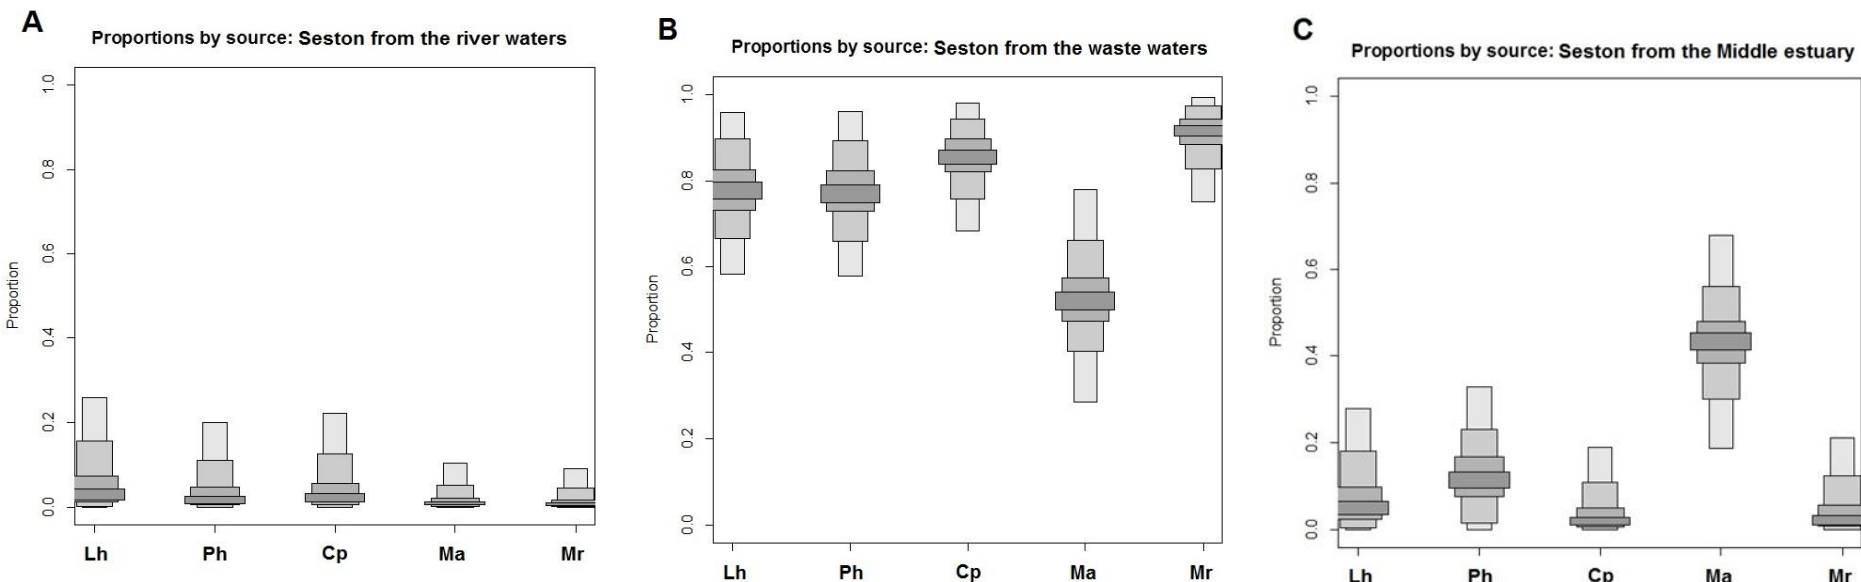 A
Proportions by source: Seston from the river waters
Proportion
1.0
0.8
0.6
0.4
0.2
0.0
Lh Ph Cp Ma Mr
B
Proportions by source: Seston from the waste waters
Proportion
1.0
0.8
0.6
0.4
0.2
0.0
Lh Ph Cp Ma Mr
C
Proportions by source: Seston from the Middle estuary
Proportion
1.0
0.8
0.6
0.4
0.2
0.0
Lh Ph Cp Ma Mr